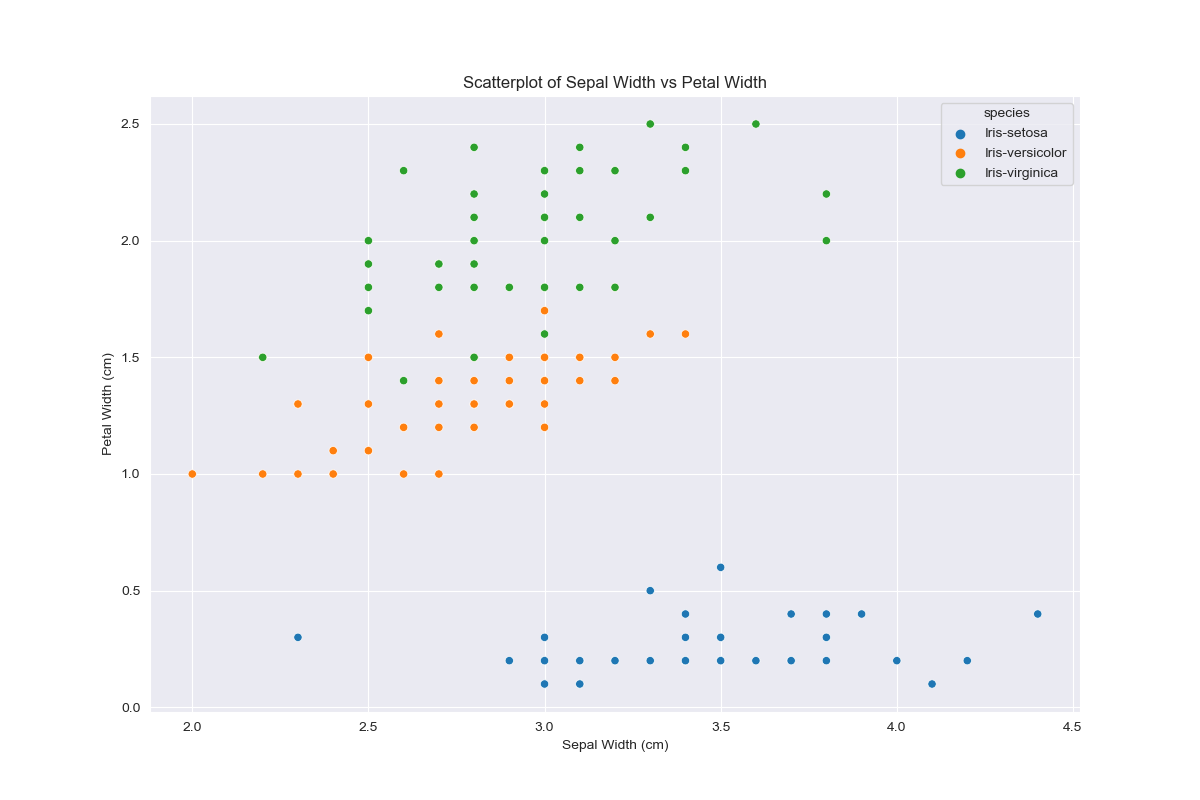 Scatterplot of Sepal Width vs Petal Width
species
Iris-setosa
Iris-versicolor
Iris-virginica
Petal Width (cm)
2.5
2.0
1.5
1.0
0.5
0.0
2.0 2.5 3.0 3.5 4.0 4.5
Sepal Width (cm)